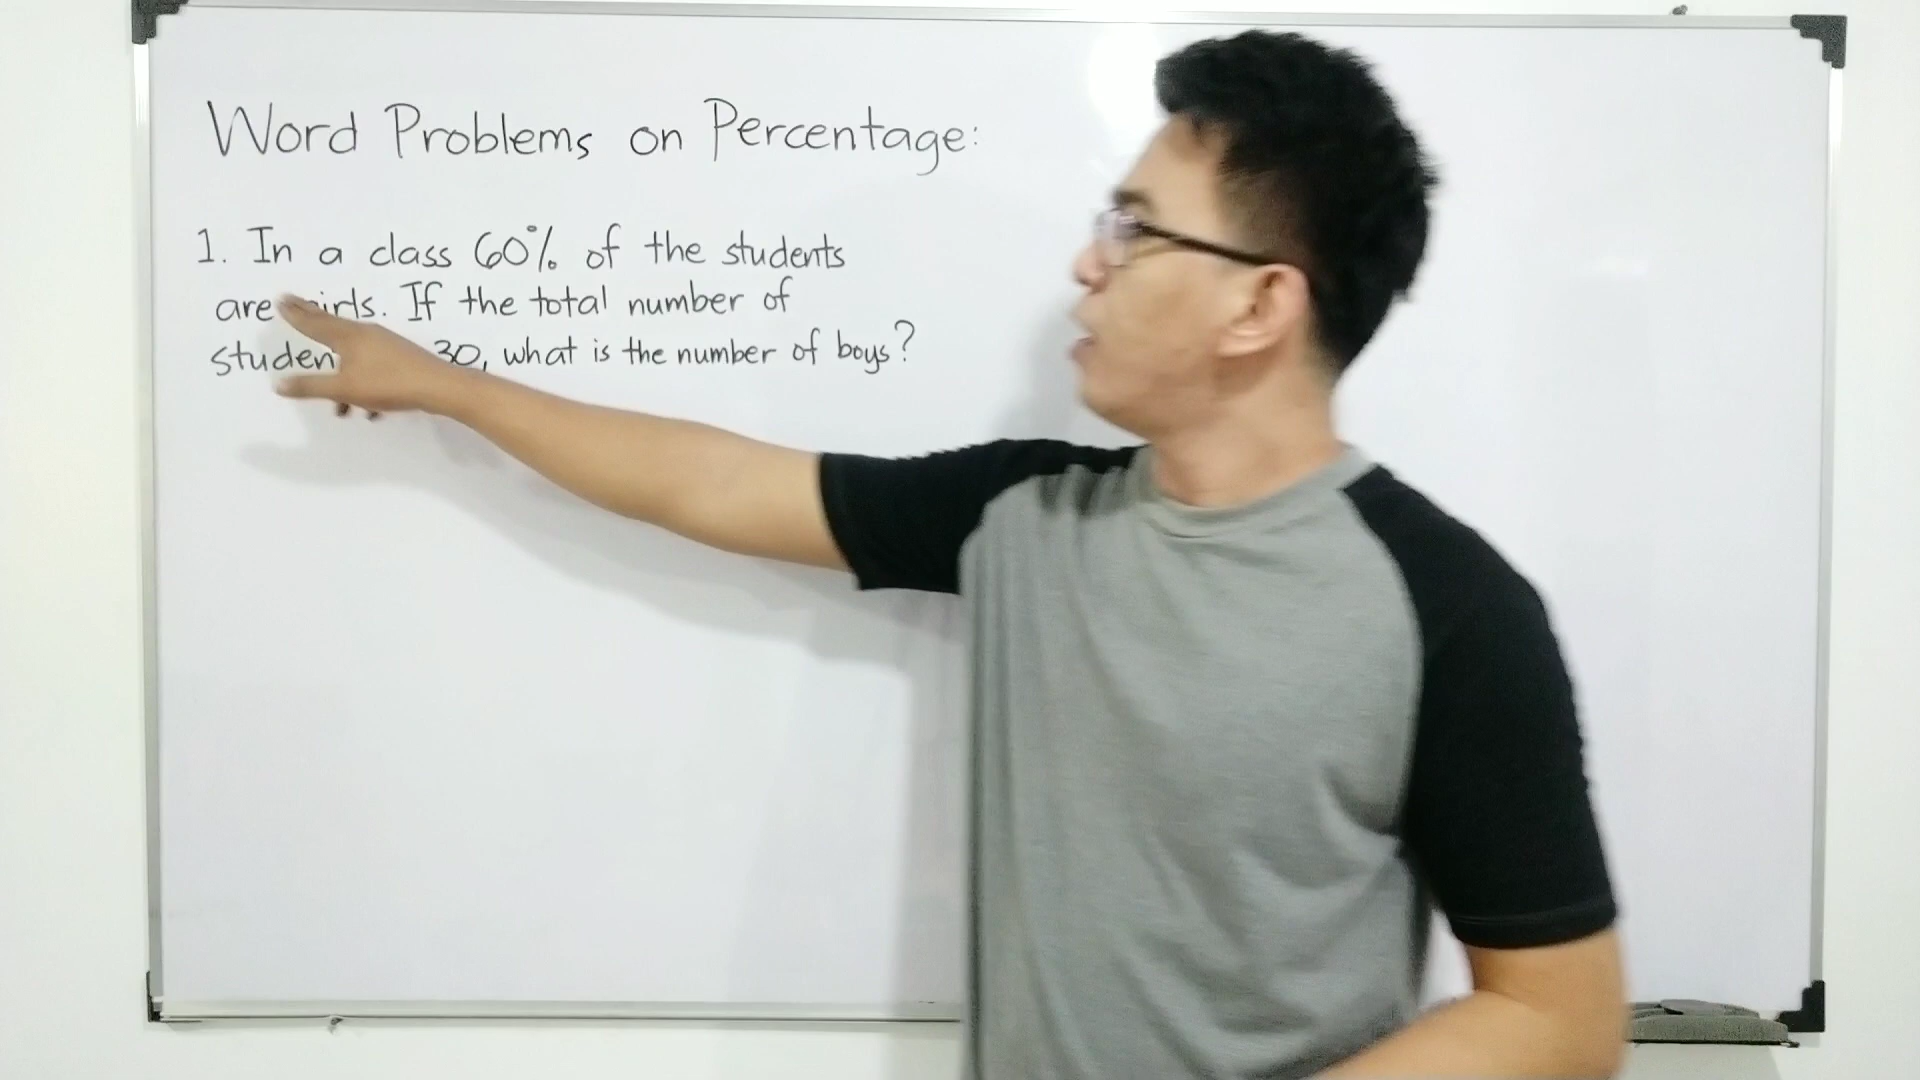 Word Problems on Percentage:
1. In a class 60% of the students
are girls. If the total number of
studen 30, what is the number of boys?